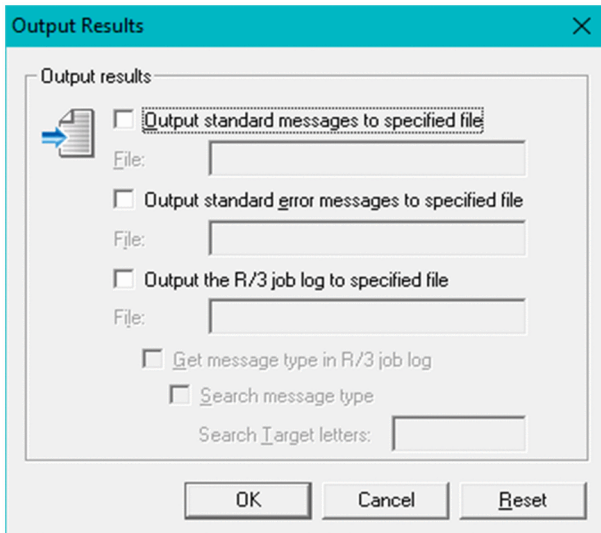 Output Results
Output results
Output standard messages to specified file
File:
Output standard error messages to specified file
File:
Output the R/3 job log to specified file
File:
Get message type in R/3 job log
Search message type
Search Target letters:
OK Cancel Reset